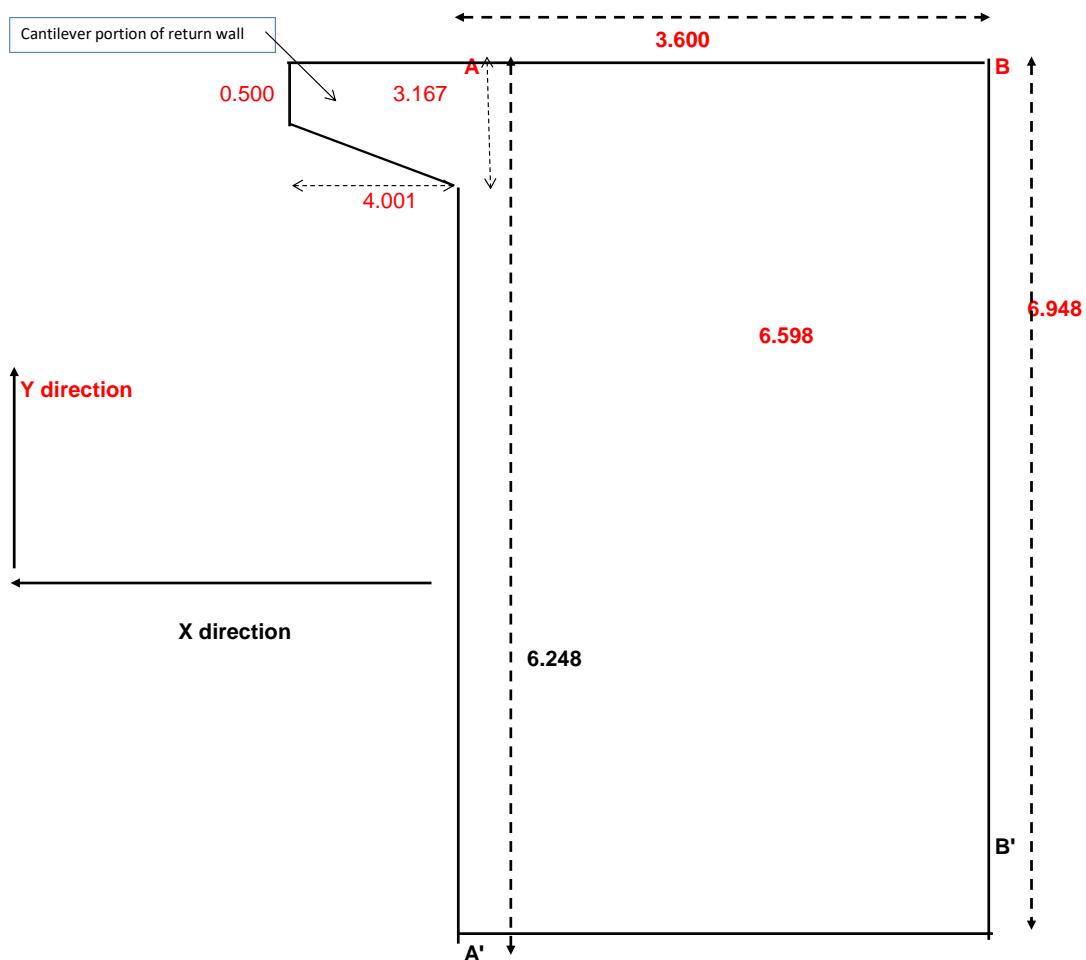 3.600
Cantilever portion of return wall
A
B
0.500
3.167
4.001
6.948
6.598
Y direction
X direction
6.248
B'
A'